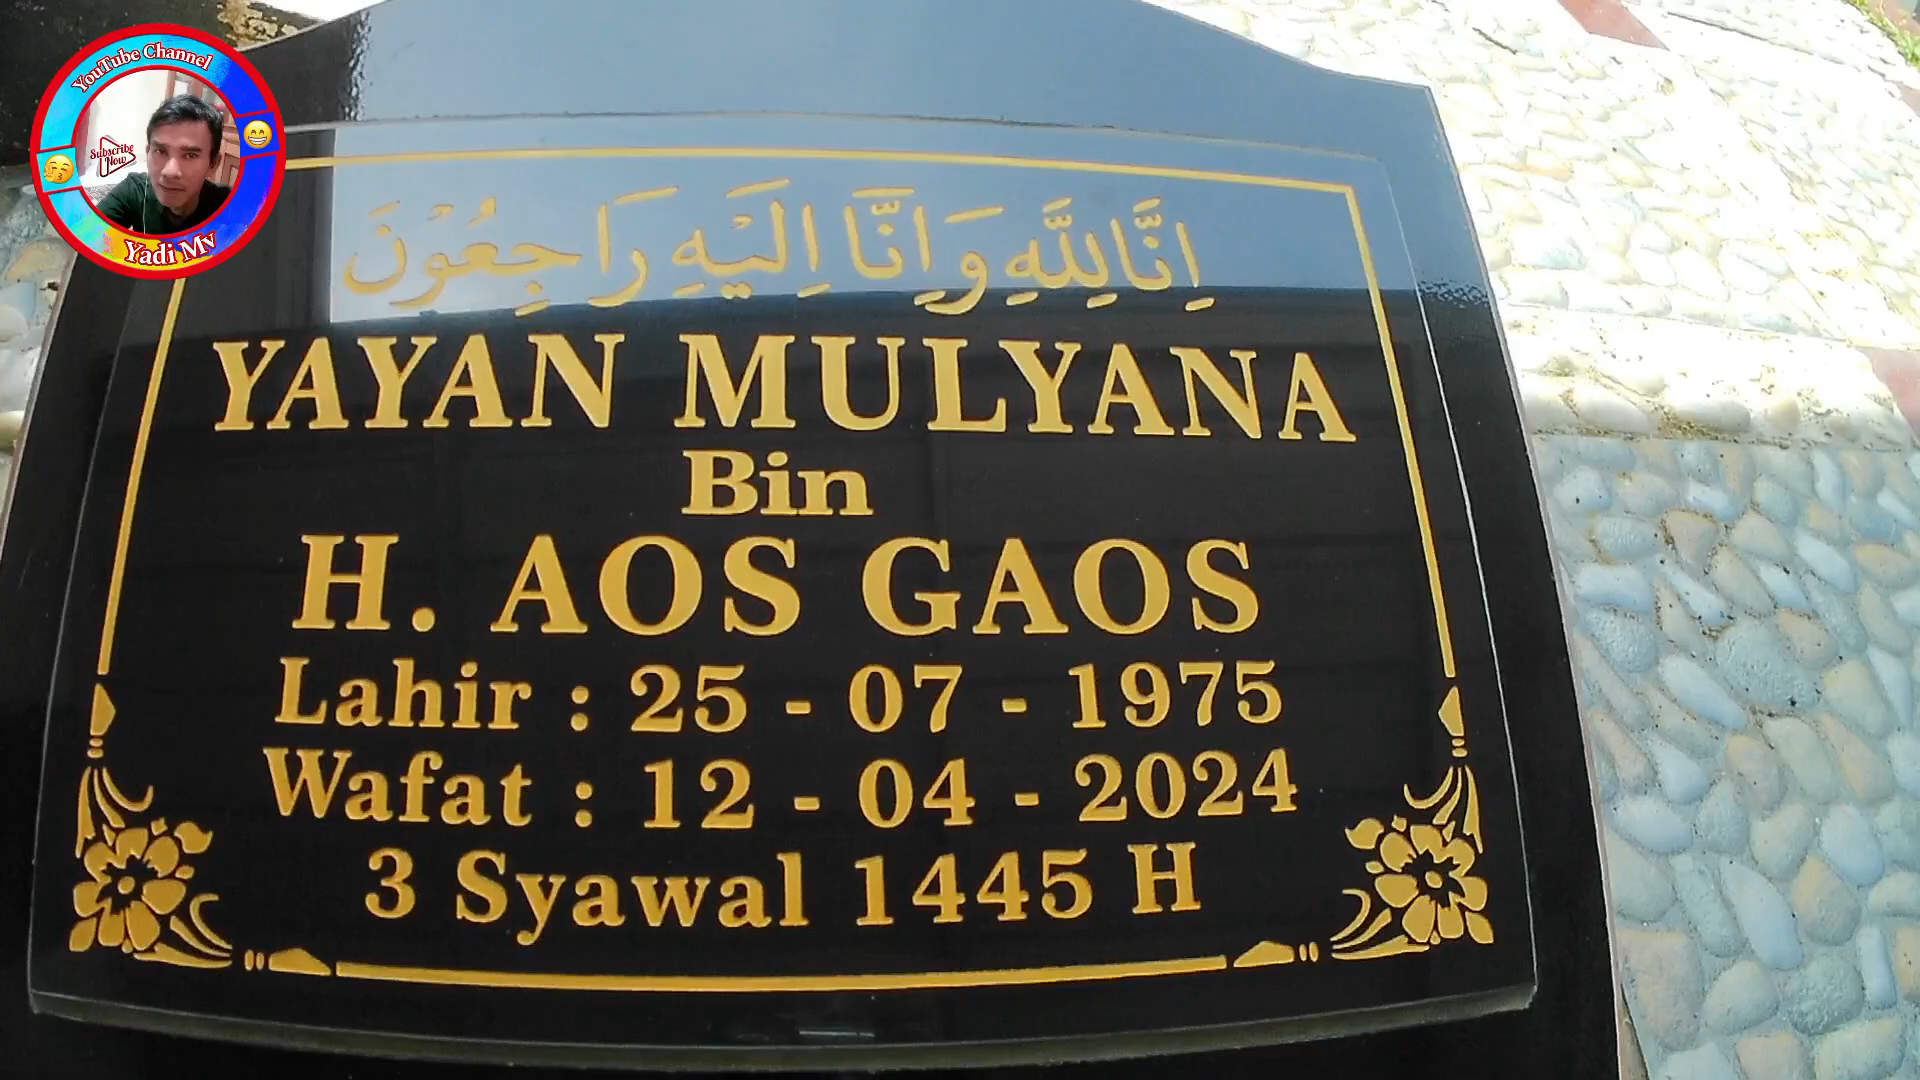 YouTube Channel
Subscribe
Now
Yadi Mv
اِنَّا لِلّٰهِ وَاِنَّا اِلَيْهِ رَاجِعُوْنَ
YAYAN MULYANA
Bin
H. AOS GAOS
Lahir : 25 - 07 - 1975
Wafat : 12 - 04 - 2024
3 Syawal 1445 H